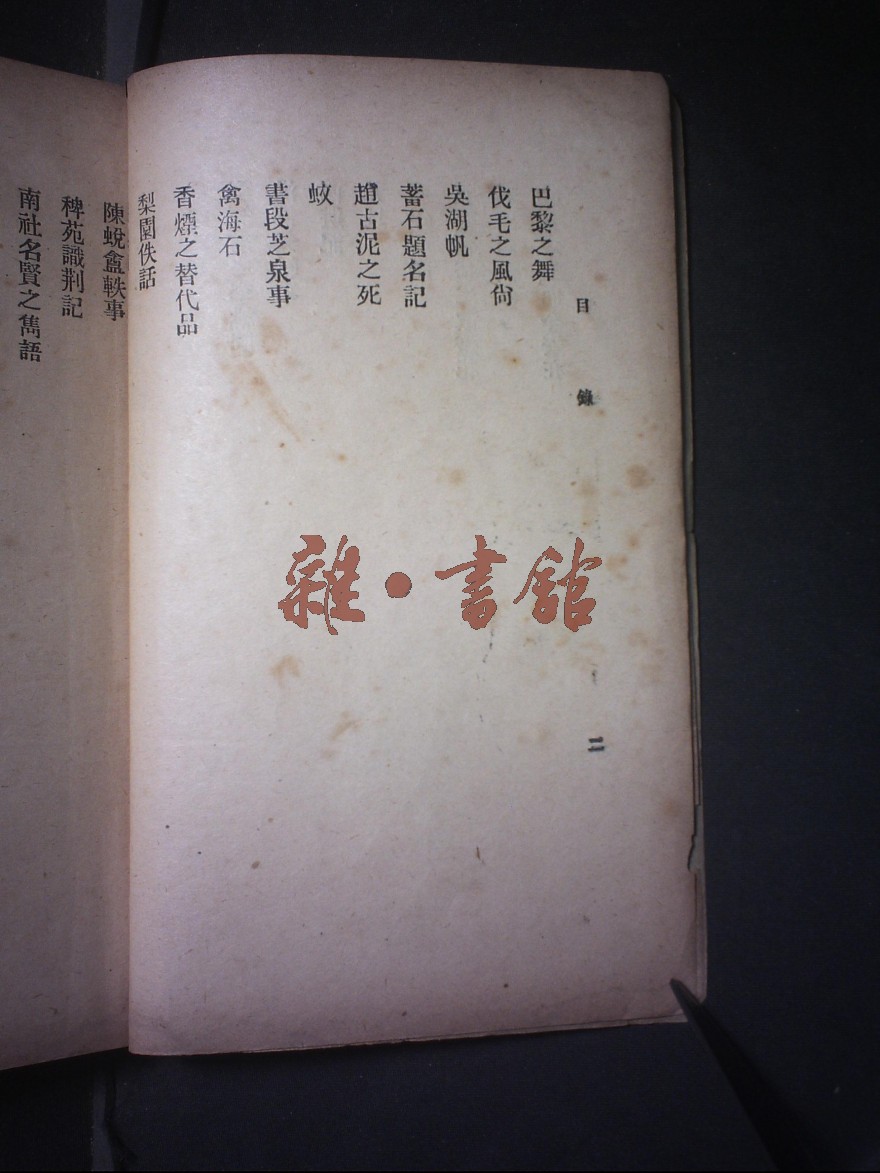 目錄
二
巴黎之舞
伐毛之風尙
吳湖帆
蓄石題名記
趙古泥之死
蚊
書段芝泉事
禽海石
香煙之替代品
梨園佚話
陳蛻盦軼事
稗苑識荆記
南社名賢之雋語
雜・書館